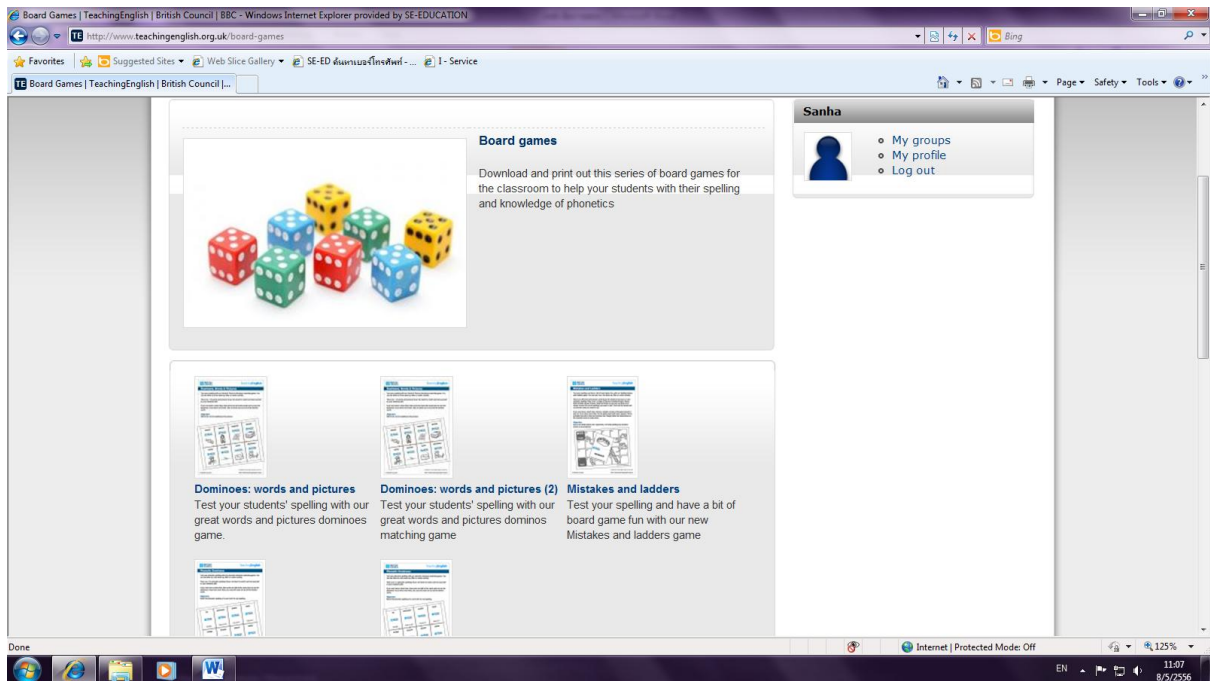 Board Games | TeachingEnglish | British Council | BBC - Windows Internet Explorer provided by SE-EDUCATION
TE http://www.teachingenglish.org.uk/board-games
Bing
Favorites Suggested Sites Web Slice Gallery SE-ED ค้นหาเบอร์โทรศัพท์ - ... I - Service
TE Board Games | TeachingEnglish | British Council |...
Page Safety Tools
Sanha
My groups
My profile
Log out
Board games
Download and print out this series of board games for
the classroom to help your students with their spelling
and knowledge of phonetics
Dominoes: words and pictures
Test your students' spelling with our
great words and pictures dominoes
game.
Dominoes: words and pictures (2)
Test your students' spelling with our
great words and pictures dominos
matching game
Mistakes and ladders
Test your spelling and have a bit of
board game fun with our new
Mistakes and ladders game
Done
Internet | Protected Mode: Off
125%
EN
11:07
8/5/2556